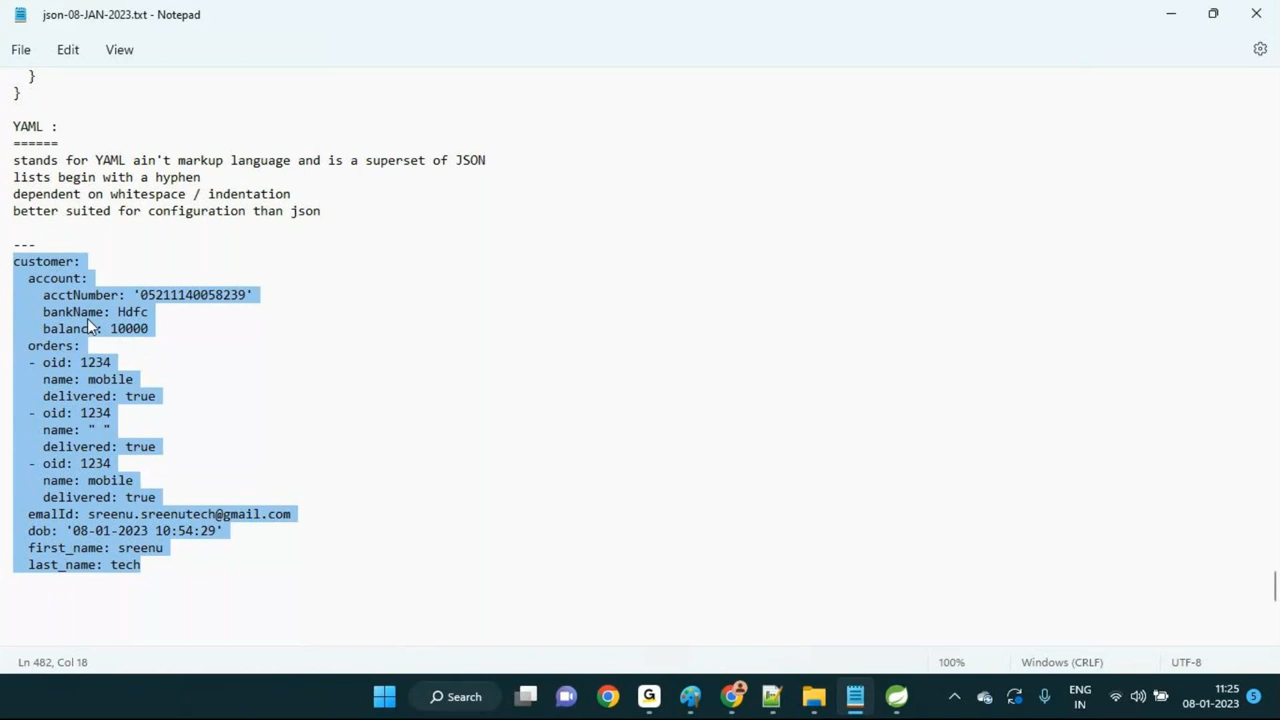 json-08-JAN-2023.txt - Notepad
File Edit View
}
}
YAML :
======
stands for YAML ain't markup language and is a superset of JSON
lists begin with a hyphen
dependent on whitespace / indentation
better suited for configuration than json
---
customer:
account:
acctNumber: '05211140058239'
bankName: Hdfc
balance: 10000
orders:
- oid: 1234
name: mobile
delivered: true
- oid: 1234
name: " "
delivered: true
- oid: 1234
name: mobile
delivered: true
emalId: sreenu.sreenutech@gmail.com
dob: '08-01-2023 10:54:29'
first_name: sreenu
last_name: tech
Ln 482, Col 18 100% Windows (CRLF) UTF-8
Search ENG IN 11:25 08-01-2023 5